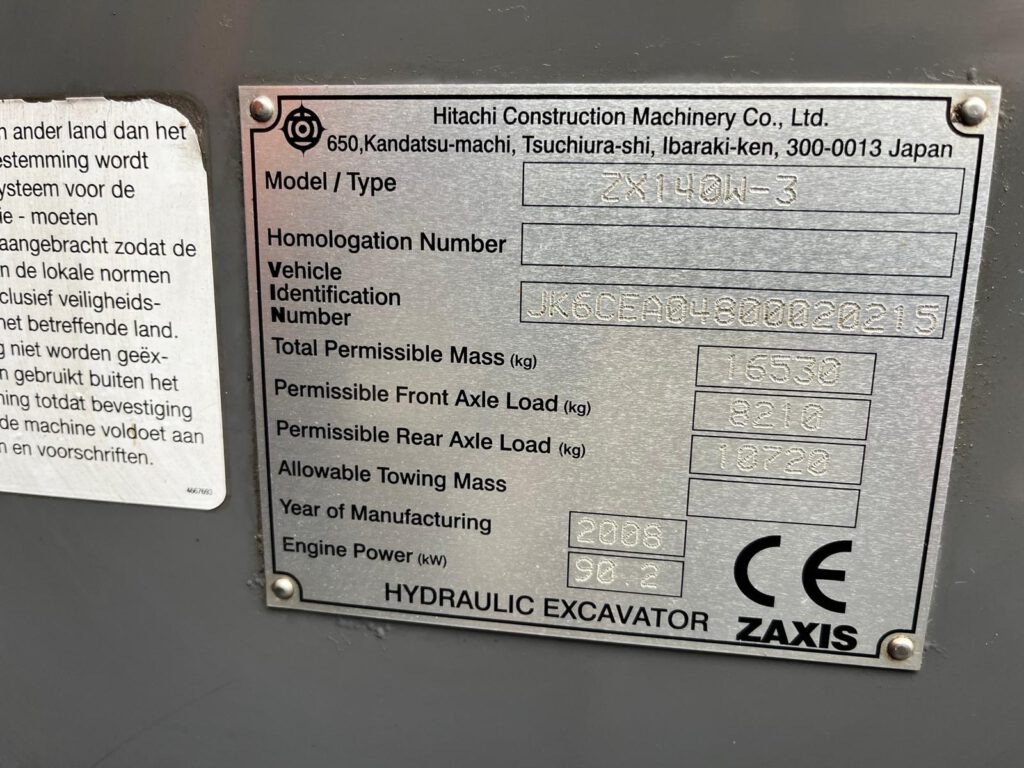 n ander land dan het
estemming wordt
ysteem voor de
ie - moeten
aangebracht zodat de
n de lokale normen
clusief veiligheids-
het betreffende land.
g niet worden geëx-
n gebruikt buiten het
ning totdat bevestiging
de machine voldoet aan
n en voorschriften.
4667693
Hitachi Construction Machinery Co., Ltd.
650,Kandatsu-machi, Tsuchiura-shi, Ibaraki-ken, 300-0013 Japan
Model / Type ZX140W-3
Homologation Number
Vehicle
Identification
Number JK6CEA04800020215
Total Permissible Mass (kg) 16530
Permissible Front Axle Load (kg) 8210
Permissible Rear Axle Load (kg) 10720
Allowable Towing Mass
Year of Manufacturing 2008
Engine Power (kW) 90.2
CE
HYDRAULIC EXCAVATOR ZAXIS